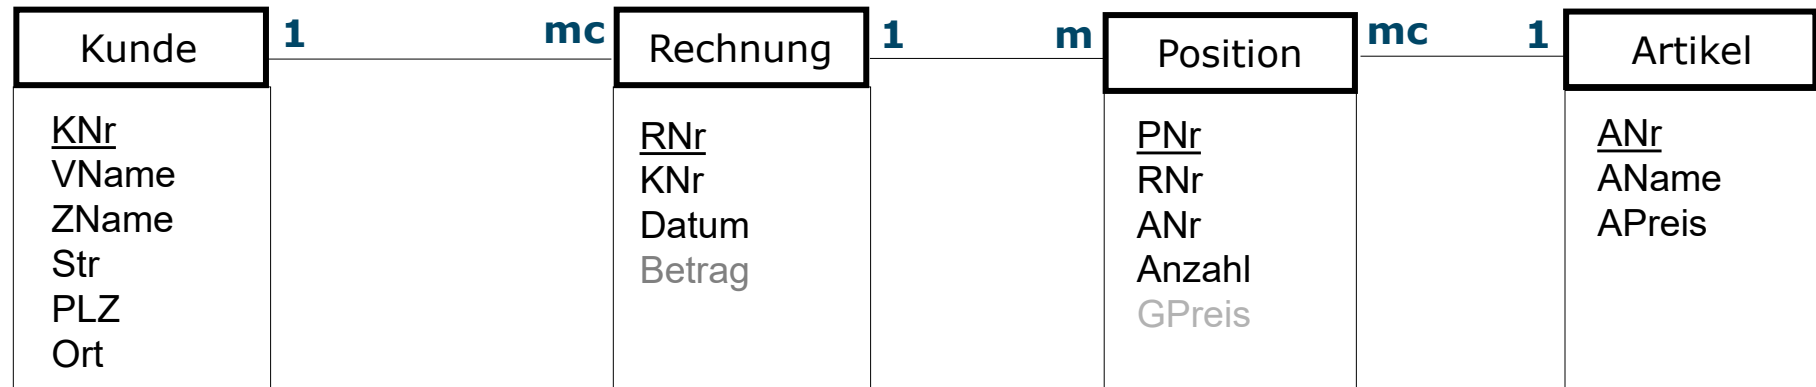 Kunde 1 mc Rechnung 1 m Position mc 1 Artikel
KNr
VName
ZName
Str
PLZ
Ort
RNr
KNr
Datum
Betrag
PNr
RNr
ANr
Anzahl
GPreis
ANr
AName
APreis